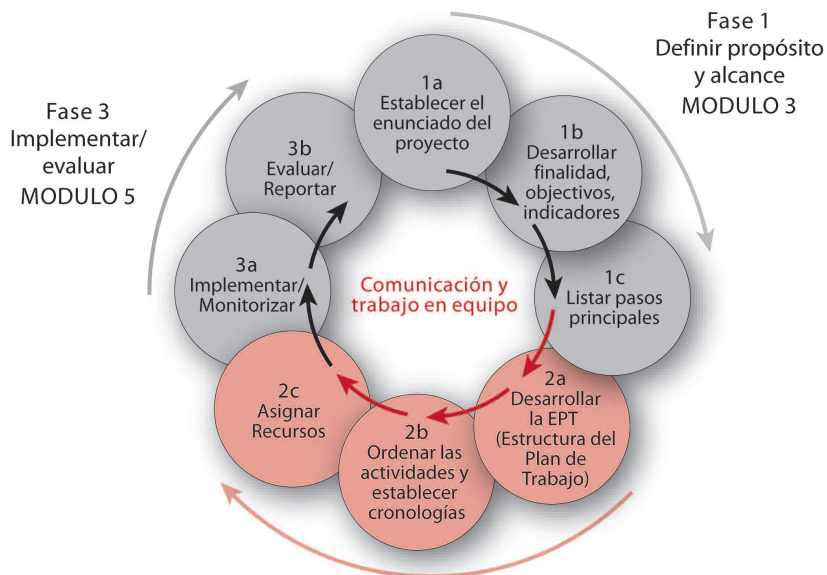 Fase 1
Definir propósito
y alcance
MODULO 3
1a
Establecer el
enunciado del
proyecto
1b
Desarrollar
finalidad,
objectivos,
indicadores
1c
Listar pasos
principales
2a
Desarrollar
la EPT
(Estructura del
Plan de
Trabajo)
2b
Ordenar las
actividades y
establecer
cronologías
2c
Asignar
Recursos
3a
Implementar/
Monitorizar
3b
Evaluar/
Reportar
Fase 3
Implementar/
evaluar
MODULO 5
Comunicación y
trabajo en equipo